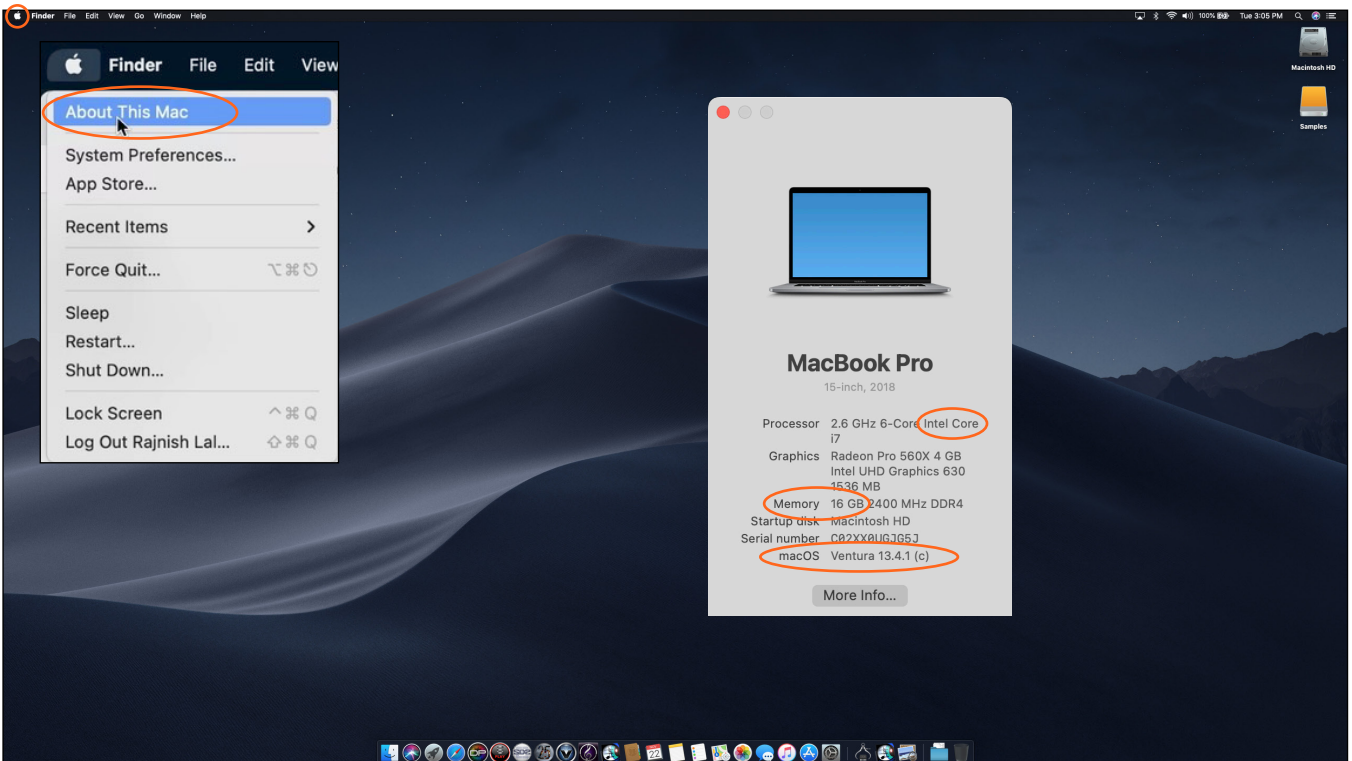 Finder File Edit View Go Window Help
100% Tue 3:05 PM
Macintosh HD
Samples
Finder File Edit View
About This Mac
System Preferences...
App Store...
Recent Items
Force Quit... ⌥⌘⎋
Sleep
Restart...
Shut Down...
Lock Screen ^⌘Q
Log Out Rajnish Lal... ⇧⌘Q
MacBook Pro
15-inch, 2018
Processor 2.6 GHz 6-Core Intel Core
i7
Graphics Radeon Pro 560X 4 GB
Intel UHD Graphics 630
1536 MB
Memory 16 GB 2400 MHz DDR4
Startup disk Macintosh HD
Serial number C02XX0UGJG5J
macOS Ventura 13.4.1 (c)
More Info...
DP 25 22